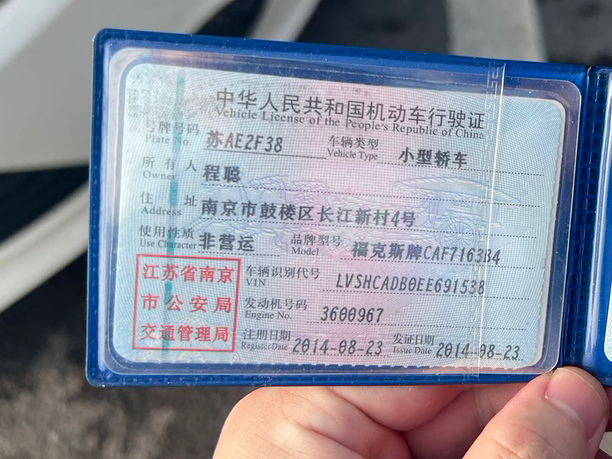 中华人民共和国机动车行驶证
Vehicle License of the People's Republic of China
号牌号码 苏AE2F38 车辆类型 小型轿车
Plate No. Vehicle Type
所有人 程聪
Owner
住址 南京市鼓楼区长江新村4号
Address
使用性质 非营运 品牌型号 福克斯牌CAF7163B4
Use Character Model
江苏省南京
市公安局
交通管理局
车辆识别代号 LVSHCADB0EE691538
VIN
发动机号码 3600967
Engine No.
注册日期 2014-08-23 发证日期 2014-08-23
Register Date Issue Date